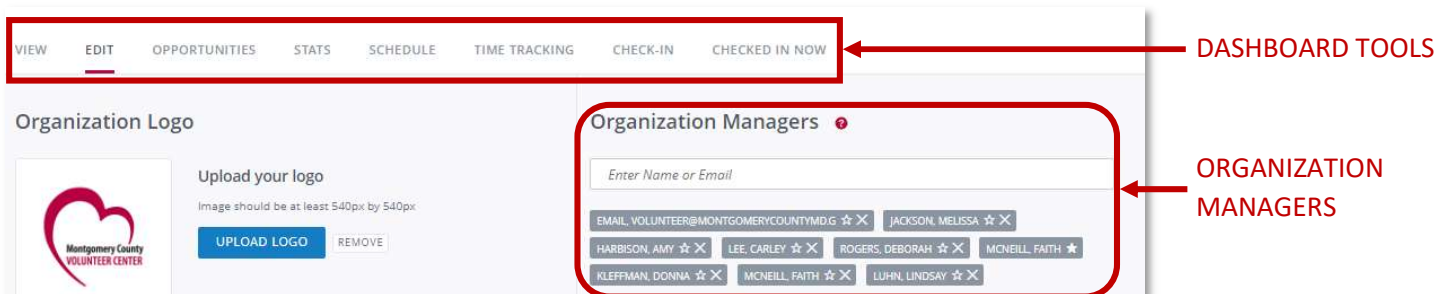 VIEW EDIT OPPORTUNITIES STATS SCHEDULE TIME TRACKING CHECK-IN CHECKED IN NOW
DASHBOARD TOOLS
Organization Logo
Montgomery County
VOLUNTEER CENTER
Upload your logo
Image should be at least 540px by 540px
UPLOAD LOGO REMOVE
Organization Managers ?
Enter Name or Email
EMAIL, VOLUNTEER@MONTGOMERYCOUNTYMD.G ☆ X JACKSON, MELISSA ☆ X
HARBISON, AMY ☆ X LEE, CARLEY ☆ X ROGERS, DEBORAH ☆ X MCNEILL, FAITH ★
KLEFFMAN, DONNA ☆ X MCNEILL, FAITH ☆ X LUHN, LINDSAY ☆ X
ORGANIZATION
MANAGERS